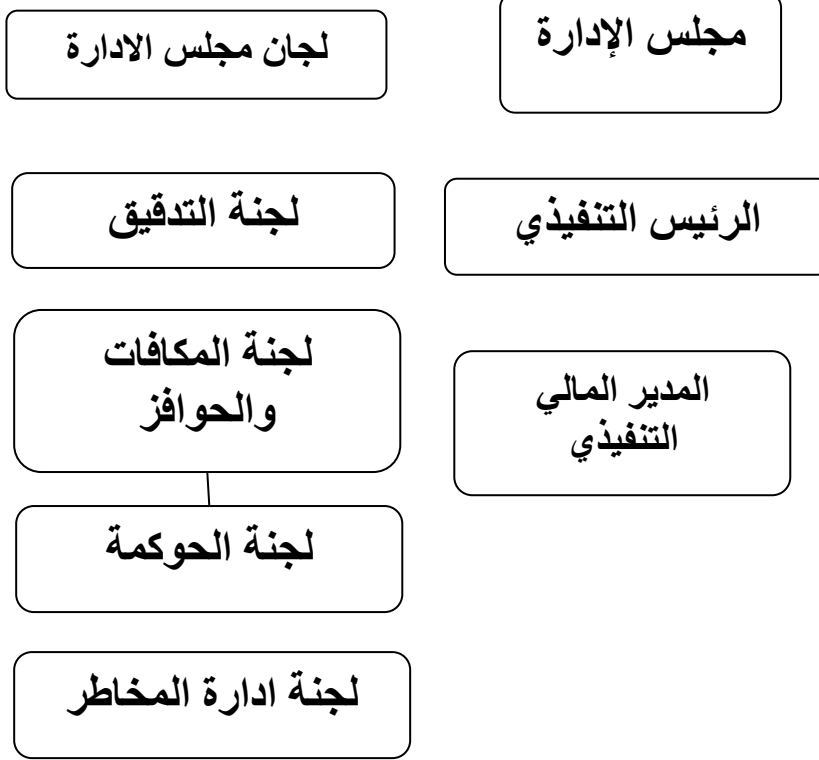 مجلس الإدارة
لجان مجلس الادارة
الرئيس التنفيذي
لجنة التدقيق
المدير المالي
التنفيذي
لجنة المكافات
والحوافز
لجنة الحوكمة
لجنة ادارة المخاطر